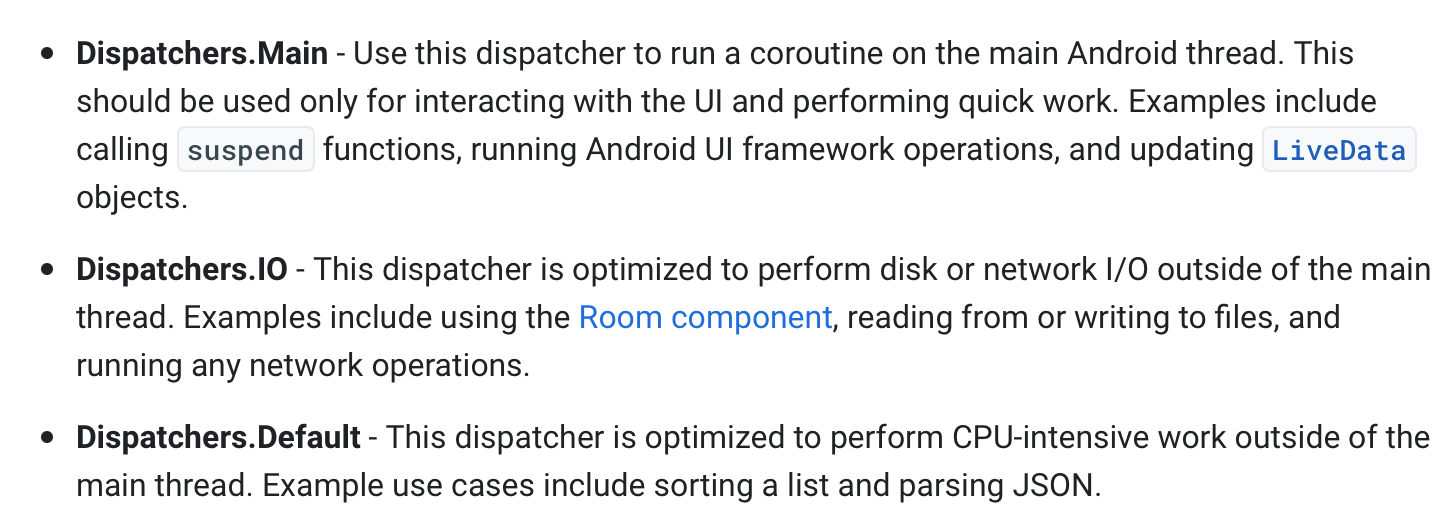 • Dispatchers.Main - Use this dispatcher to run a coroutine on the main Android thread. This
should be used only for interacting with the UI and performing quick work. Examples include
calling suspend functions, running Android UI framework operations, and updating LiveData
objects.
• Dispatchers.IO - This dispatcher is optimized to perform disk or network I/O outside of the main
thread. Examples include using the Room component, reading from or writing to files, and
running any network operations.
• Dispatchers.Default - This dispatcher is optimized to perform CPU-intensive work outside of the
main thread. Example use cases include sorting a list and parsing JSON.